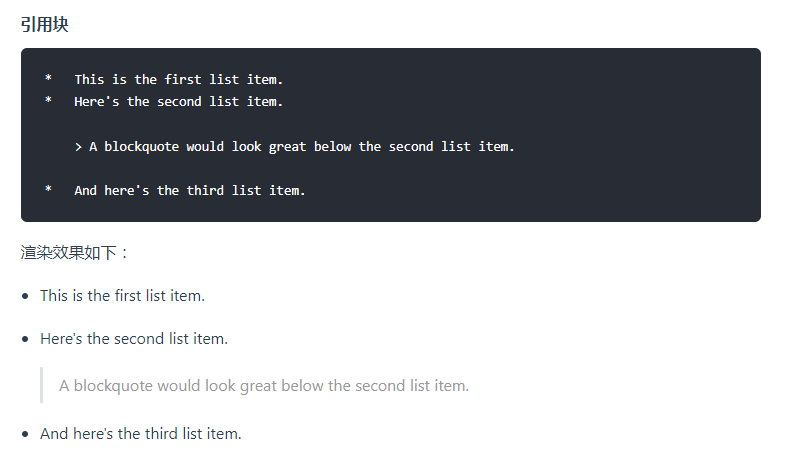 引用块
*   This is the first list item.
*   Here's the second list item.
    > A blockquote would look great below the second list item.
*   And here's the third list item.
渲染效果如下：
• This is the first list item.
• Here's the second list item.
A blockquote would look great below the second list item.
• And here's the third list item.